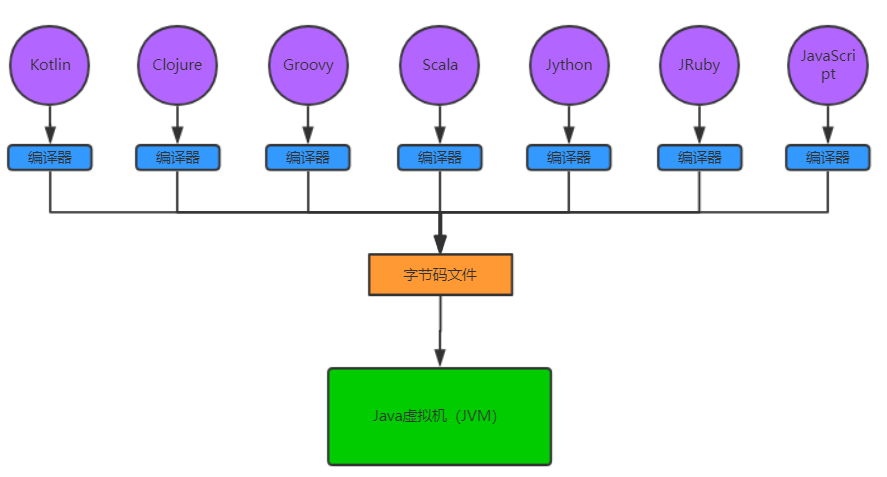 Kotlin
Clojure
Groovy
Scala
Jython
JRuby
JavaScri
pt
编译器
编译器
编译器
编译器
编译器
编译器
编译器
字节码文件
Java虚拟机（JVM）